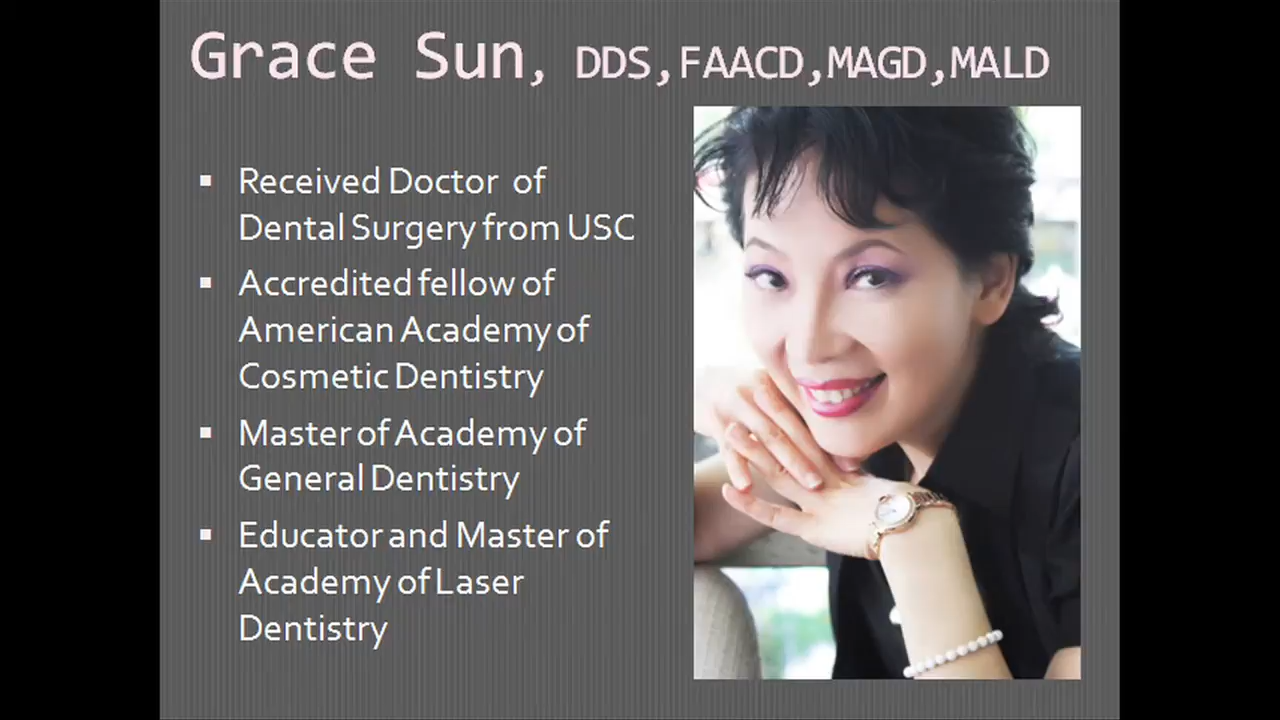 Grace Sun, DDS,FAACD,MAGD,MALD
Received Doctor of
Dental Surgery from USC
Accredited fellow of
American Academy of
Cosmetic Dentistry
Master of Academy of
General Dentistry
Educator and Master of
Academy of Laser
Dentistry